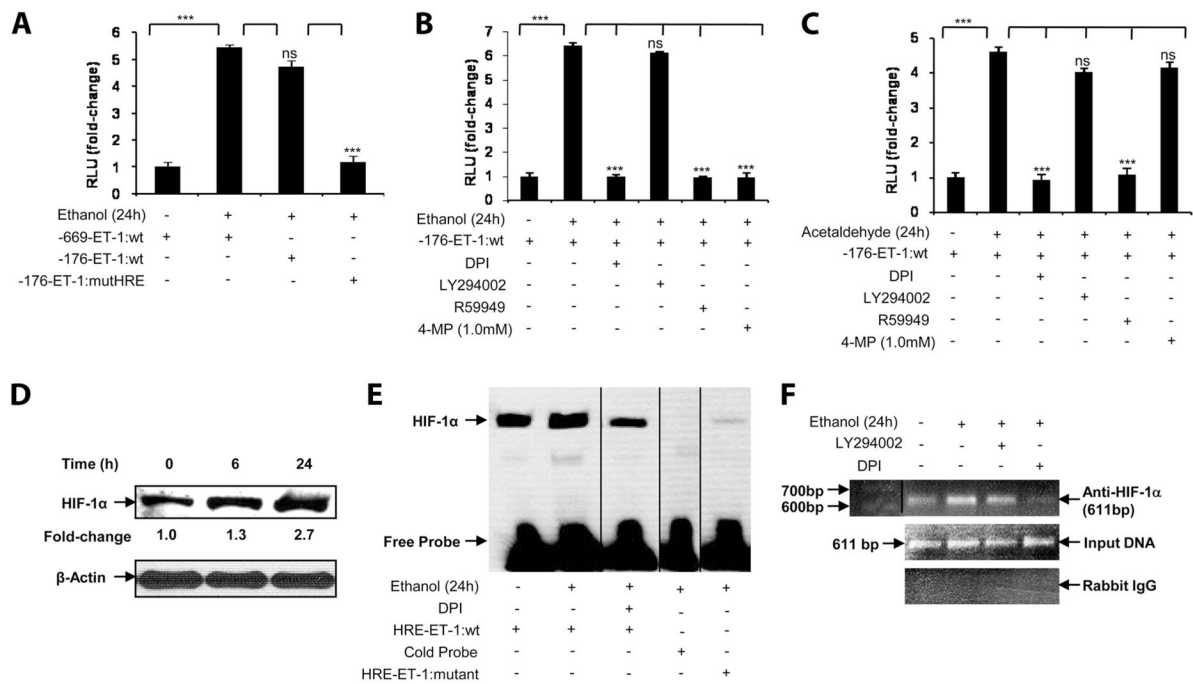 A
***
RLU (fold-change)
6
5
4
3
2
1
0
ns
***
Ethanol (24h) - + + +
-669-ET-1:wt + + - -
-176-ET-1:wt - - + -
-176-ET-1:mutHRE - - - +
B
***
RLU (fold-change)
7
6
5
4
3
2
1
0
***
ns
***
***
Ethanol (24h) - + + + + +
-176-ET-1:wt + + + + + +
DPI - - + - - -
LY294002 - - - + - -
R59949 - - - - + -
4-MP (1.0mM) - - - - - +
C
***
RLU (fold-change)
5
4
3
2
1
0
***
ns
***
ns
Acetaldehyde (24h) - + + + + +
-176-ET-1:wt + + + + + +
DPI - - + - - -
LY294002 - - - + - -
R59949 - - - - + -
4-MP (1.0mM) - - - - - +
D
Time (h) 0 6 24
HIF-1α
Fold-change 1.0 1.3 2.7
β-Actin
E
HIF-1α
Free Probe
Ethanol (24h) - + + + +
DPI - - + - -
HRE-ET-1:wt + + + - -
Cold Probe - - - + -
HRE-ET-1:mutant - - - - +
F
Ethanol (24h) - + + +
LY294002 - - + -
DPI - - - +
700bp
600bp
Anti-HIF-1α
(611bp)
611 bp
Input DNA
Rabbit IgG